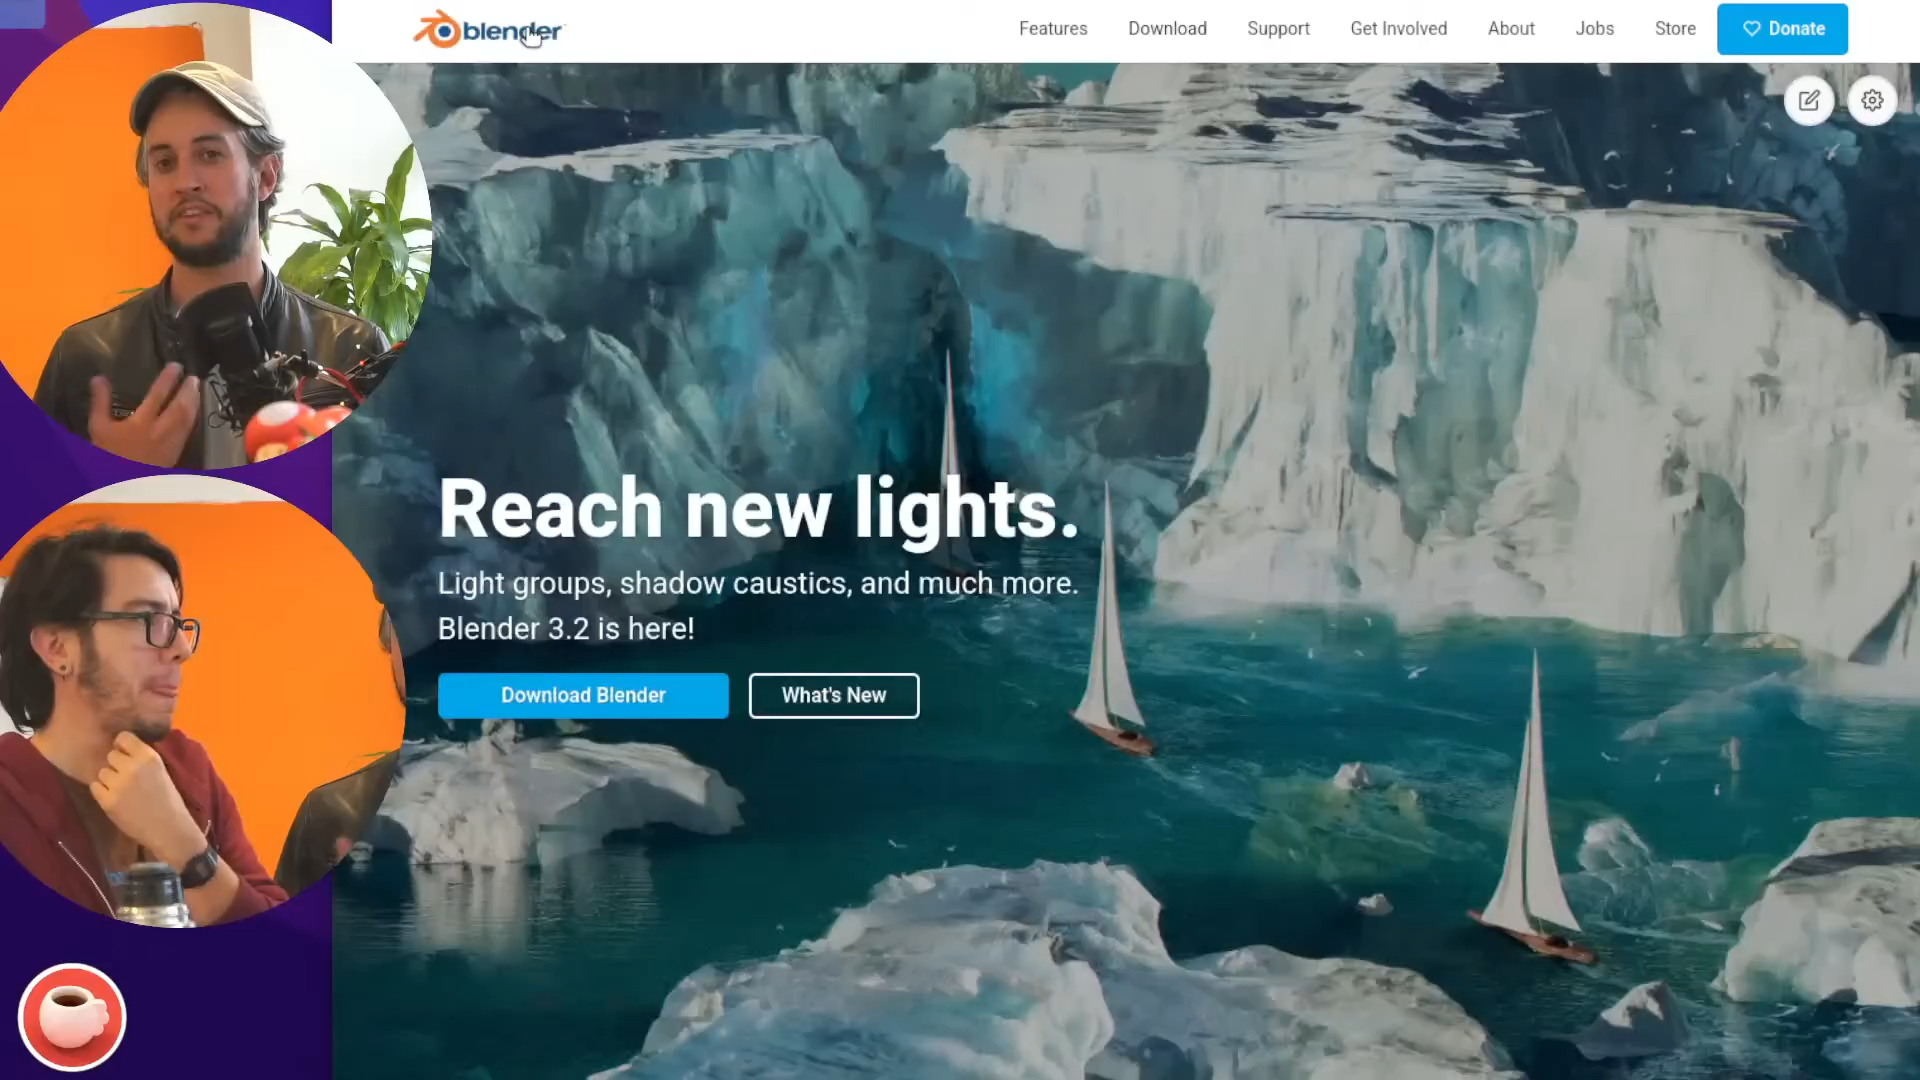 blender
Features
Download
Support
Get Involved
About
Jobs
Store
Donate
Reach new lights.
Light groups, shadow caustics, and much more.
Blender 3.2 is here!
Download Blender
What's New